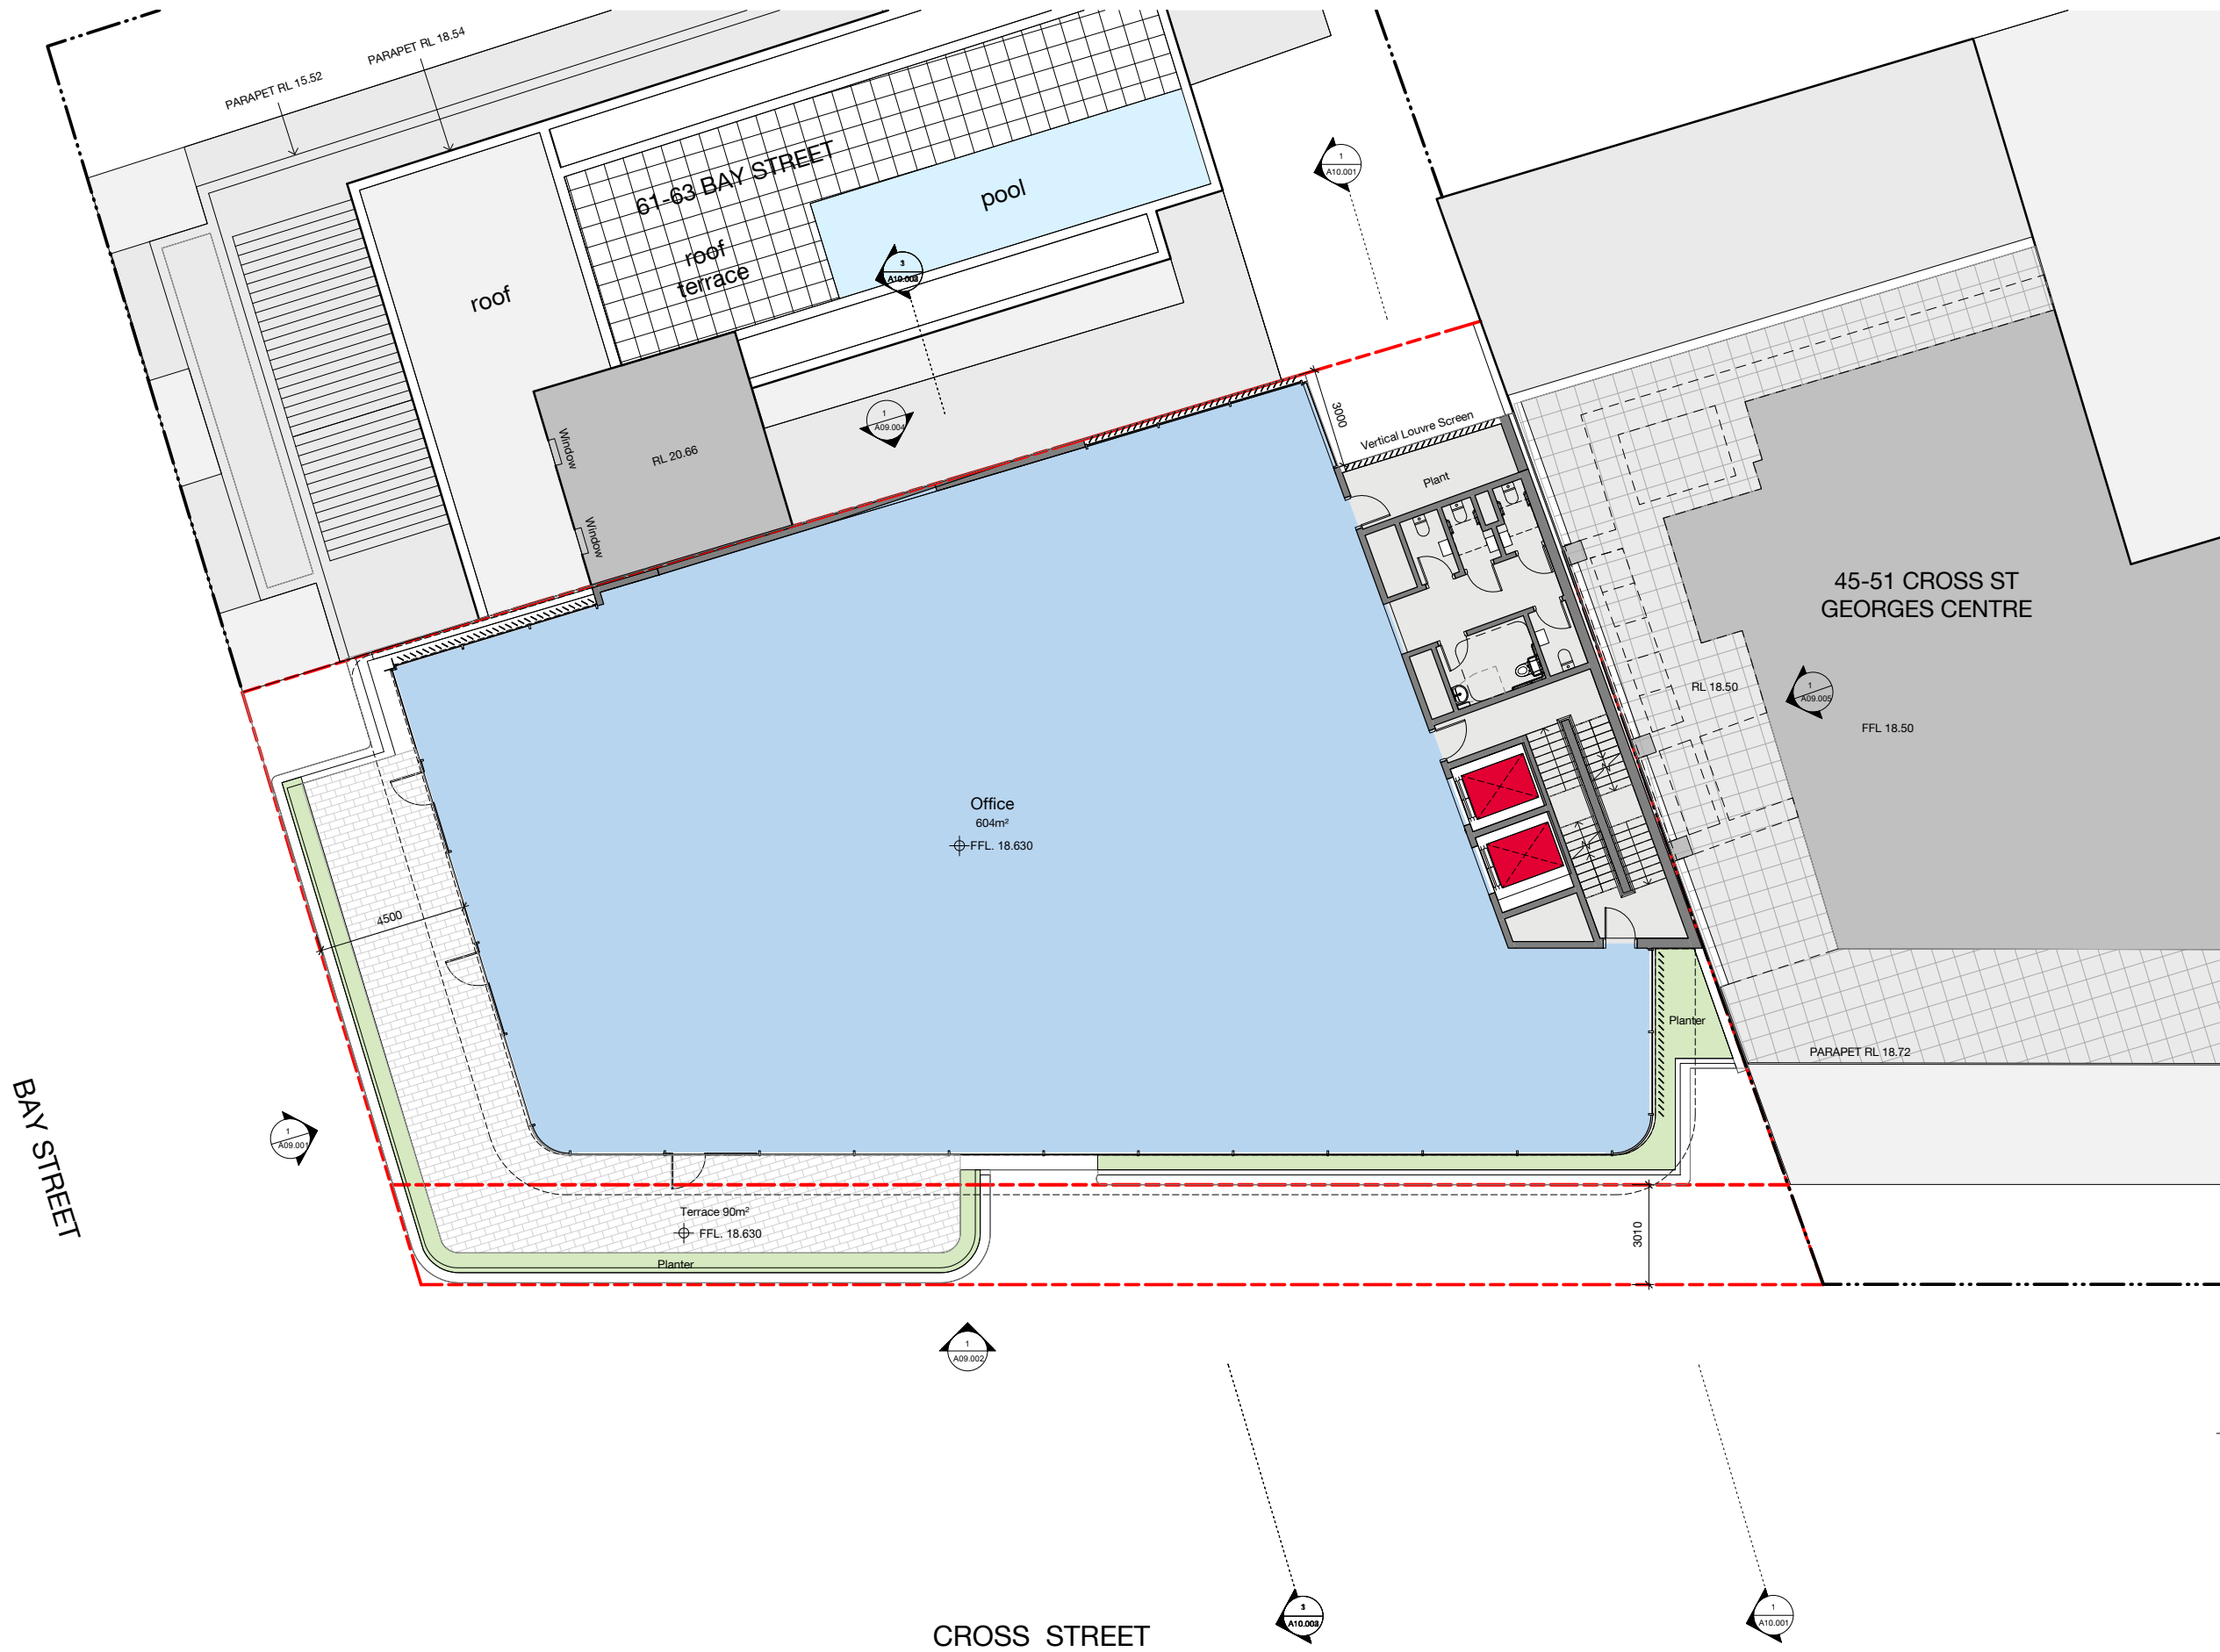 PARAPET RL 18.54
PARAPET RL 15.52
61-63 BAY STREET
pool
roof
terrace
roof
1
A10.001
3
1
A09.004
3000
Vertical Louvre Screen
Plant
Window
RL 20.66
Window
45-51 CROSS ST
GEORGES CENTRE
RL 18.50
1
A09.005
FFL 18.50
Office
604m²
FFL. 18.630
4500
Planter
PARAPET RL 18.72
BAY STREET
1
A09.001
Terrace 90m²
FFL. 18.630
3010
Planter
1
A09.002
3
1
A10.001
CROSS STREET